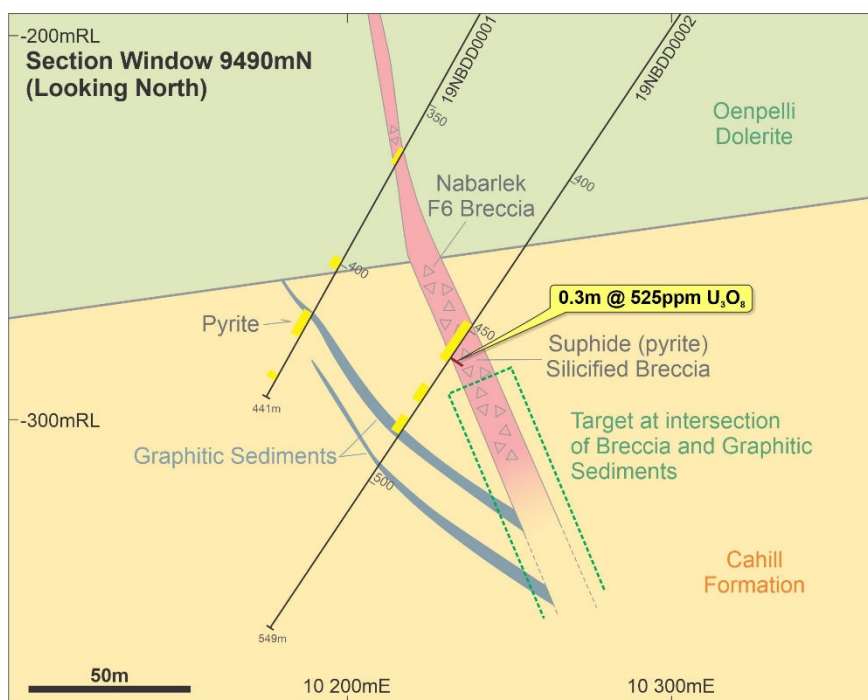 -200mRL
Section Window 9490mN
(Looking North)
19NBDD0001
19NBDD0002
350
Oenpelli
Dolerite
400
Nabarlek
F6 Breccia
400
0.3m @ 525ppm U₃O₈
Pyrite
450
Suphide (pyrite)
Silicified Breccia
441m
-300mRL
Target at intersection
of Breccia and Graphitic
Sediments
Graphitic Sediments
500
Cahill
Formation
549m
50m
10 200mE
10 300mE